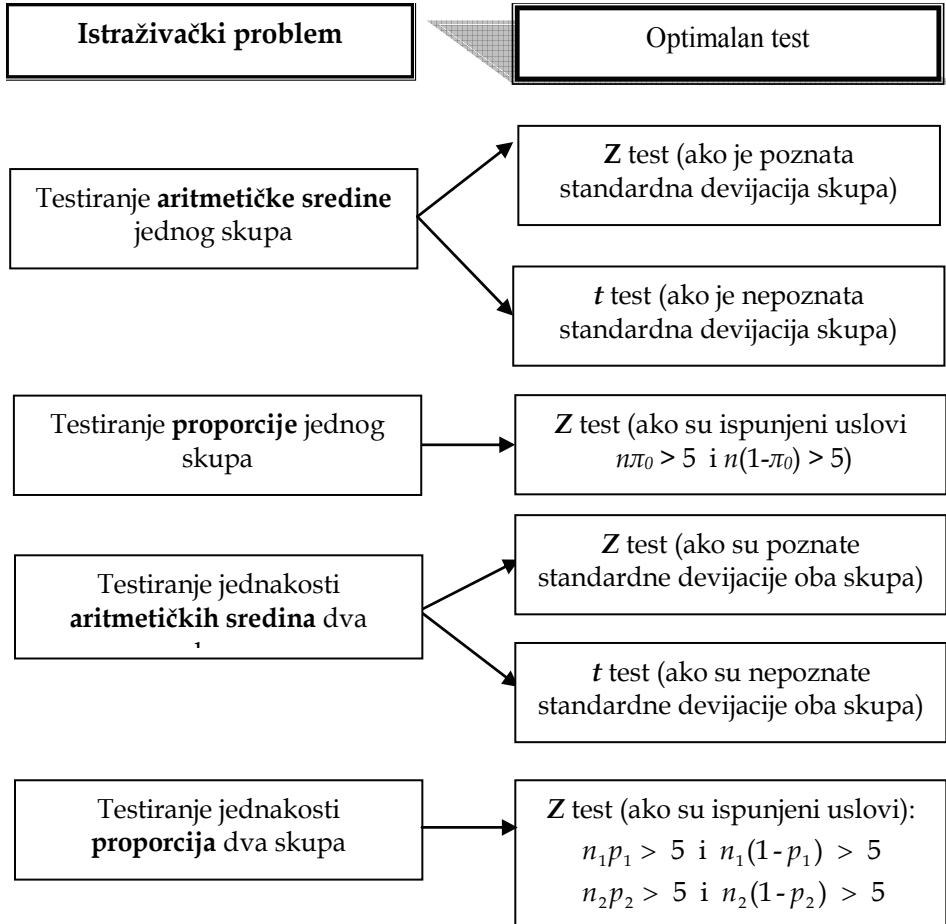 Istraživački problem
Optimalan test
Testiranje aritmetičke sredine
jednog skupa
Z test (ako je poznata
standardna devijacija skupa)
t test (ako je nepoznata
standardna devijacija skupa)
Testiranje proporcije jednog
skupa
Z test (ako su ispunjeni uslovi
nπ₀ > 5 i n(1-π₀) > 5)
Testiranje jednakosti
aritmetičkih sredina dva
Z test (ako su poznate
standardne devijacije oba skupa)
t test (ako su nepoznate
standardne devijacije oba skupa)
Testiranje jednakosti
proporcija dva skupa
Z test (ako su ispunjeni uslovi):
n₁p₁ > 5 i n₁(1-p₁) > 5
n₂p₂ > 5 i n₂(1-p₂) > 5